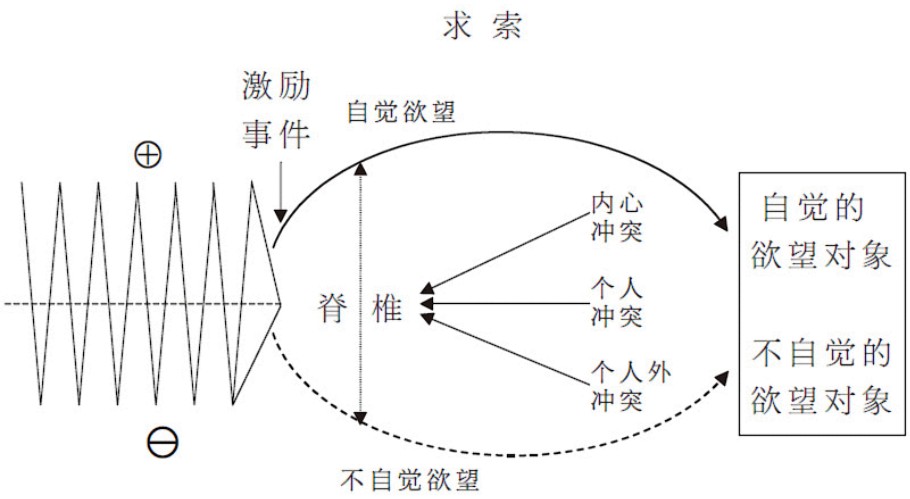 求 索
激励
事件
自觉欲望
⊕
内心
冲突
自觉的
欲望对象
脊 椎
个人
冲突
不自觉的
欲望对象
个人外
冲突
⊖
不自觉欲望